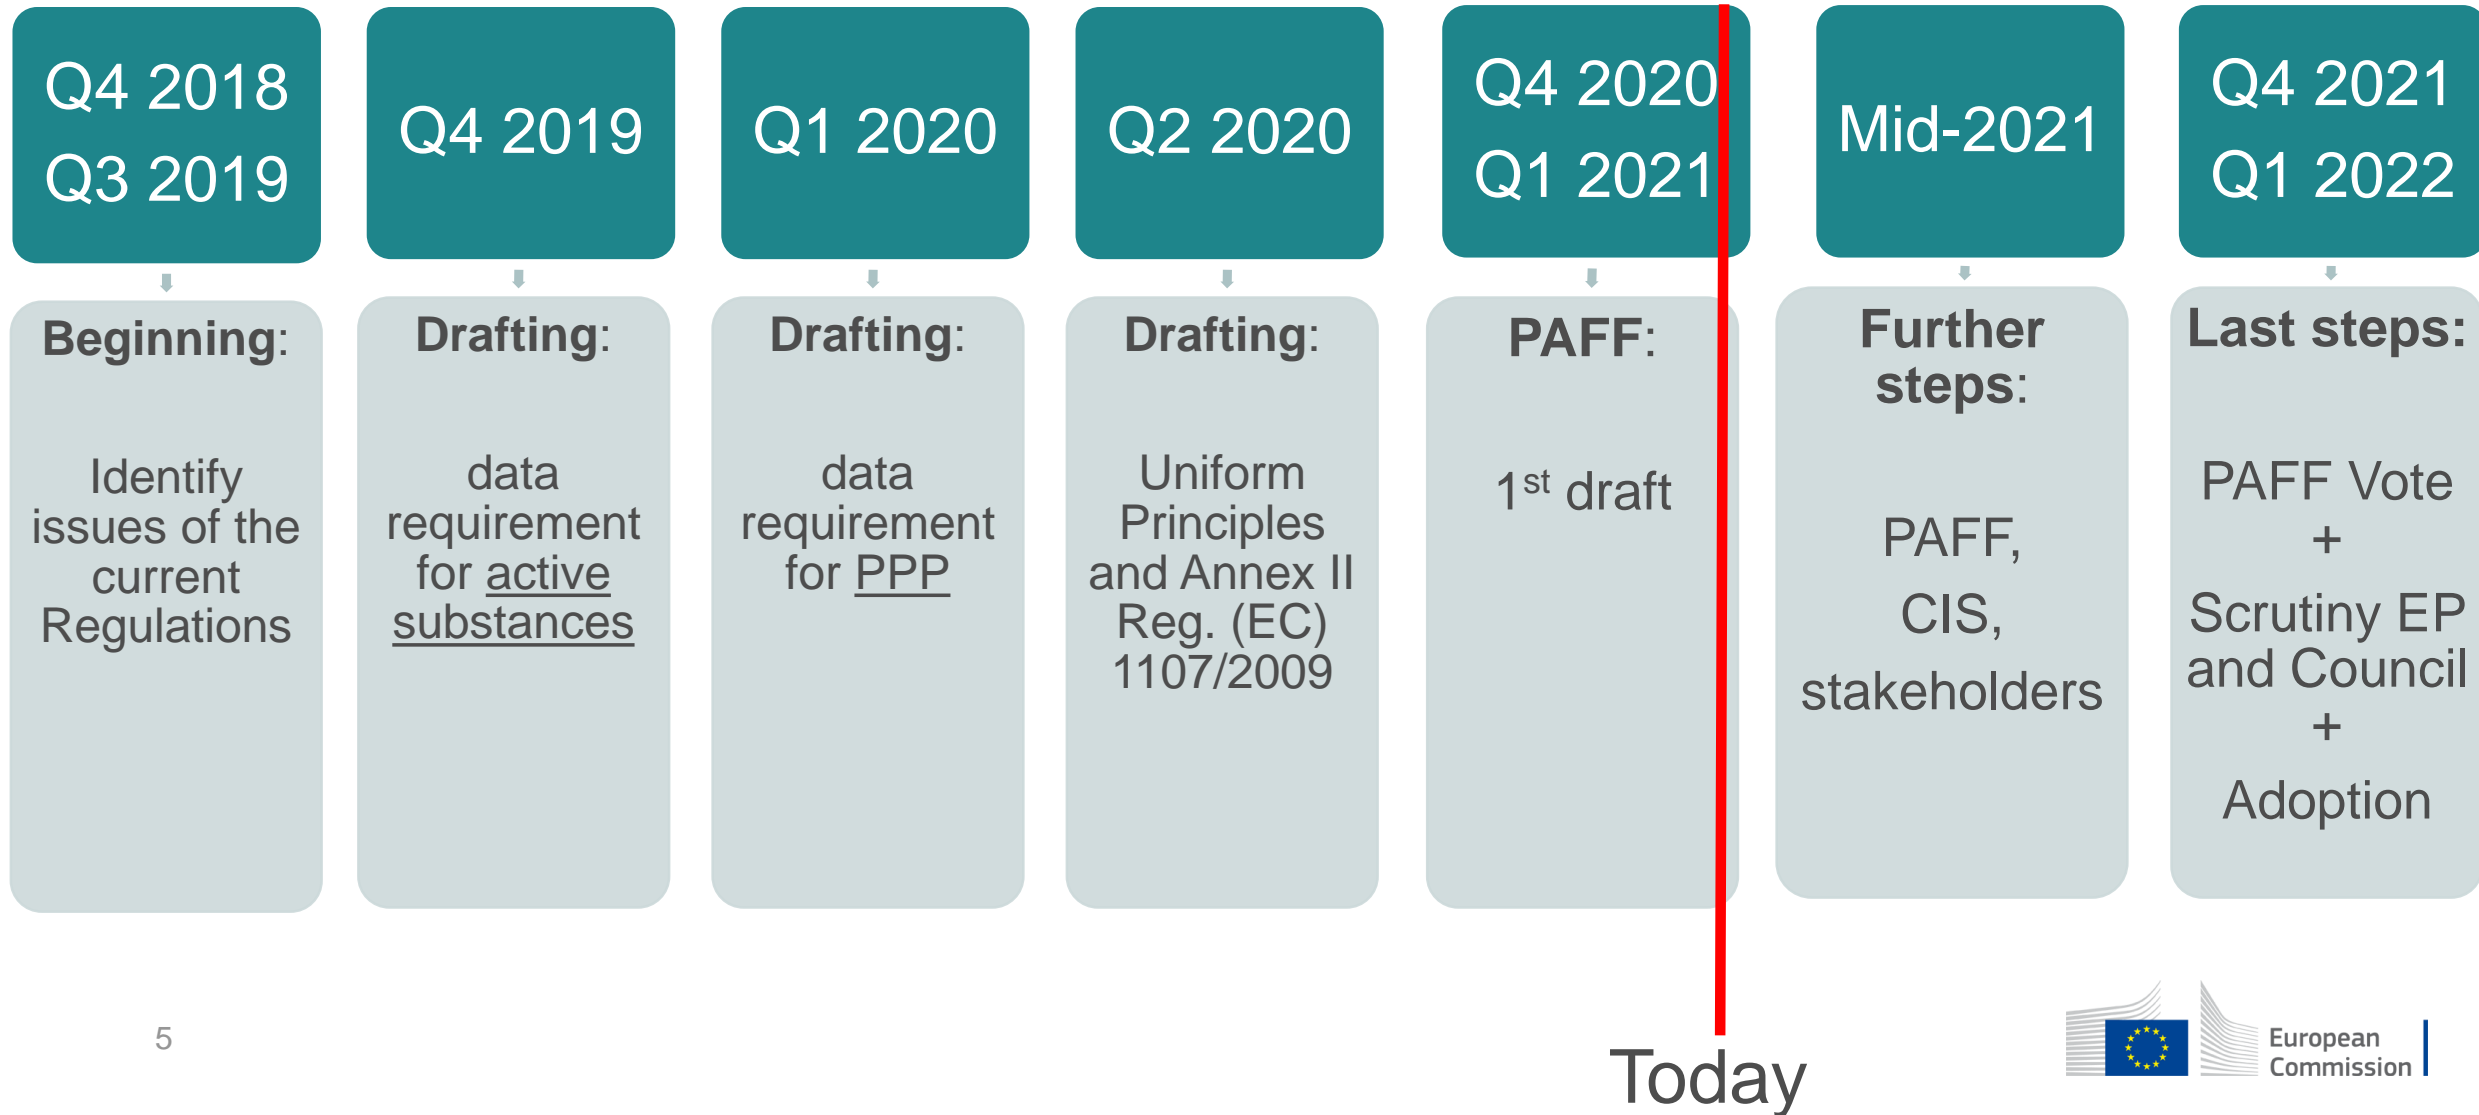 Q4 2018
Q3 2019
Beginning:
Identify
issues of the
current
Regulations
Q4 2019
Drafting:
data
requirement
for active
substances
Q1 2020
Drafting:
data
requirement
for PPP
Q2 2020
Drafting:
Uniform
Principles
and Annex II
Reg. (EC)
1107/2009
Q4 2020
Q1 2021
PAFF:
1st draft
Mid-2021
Further
steps:
PAFF,
CIS,
stakeholders
Q4 2021
Q1 2022
Last steps:
PAFF Vote
+
Scrutiny EP
and Council
+
Adoption
5
Today
European
Commission